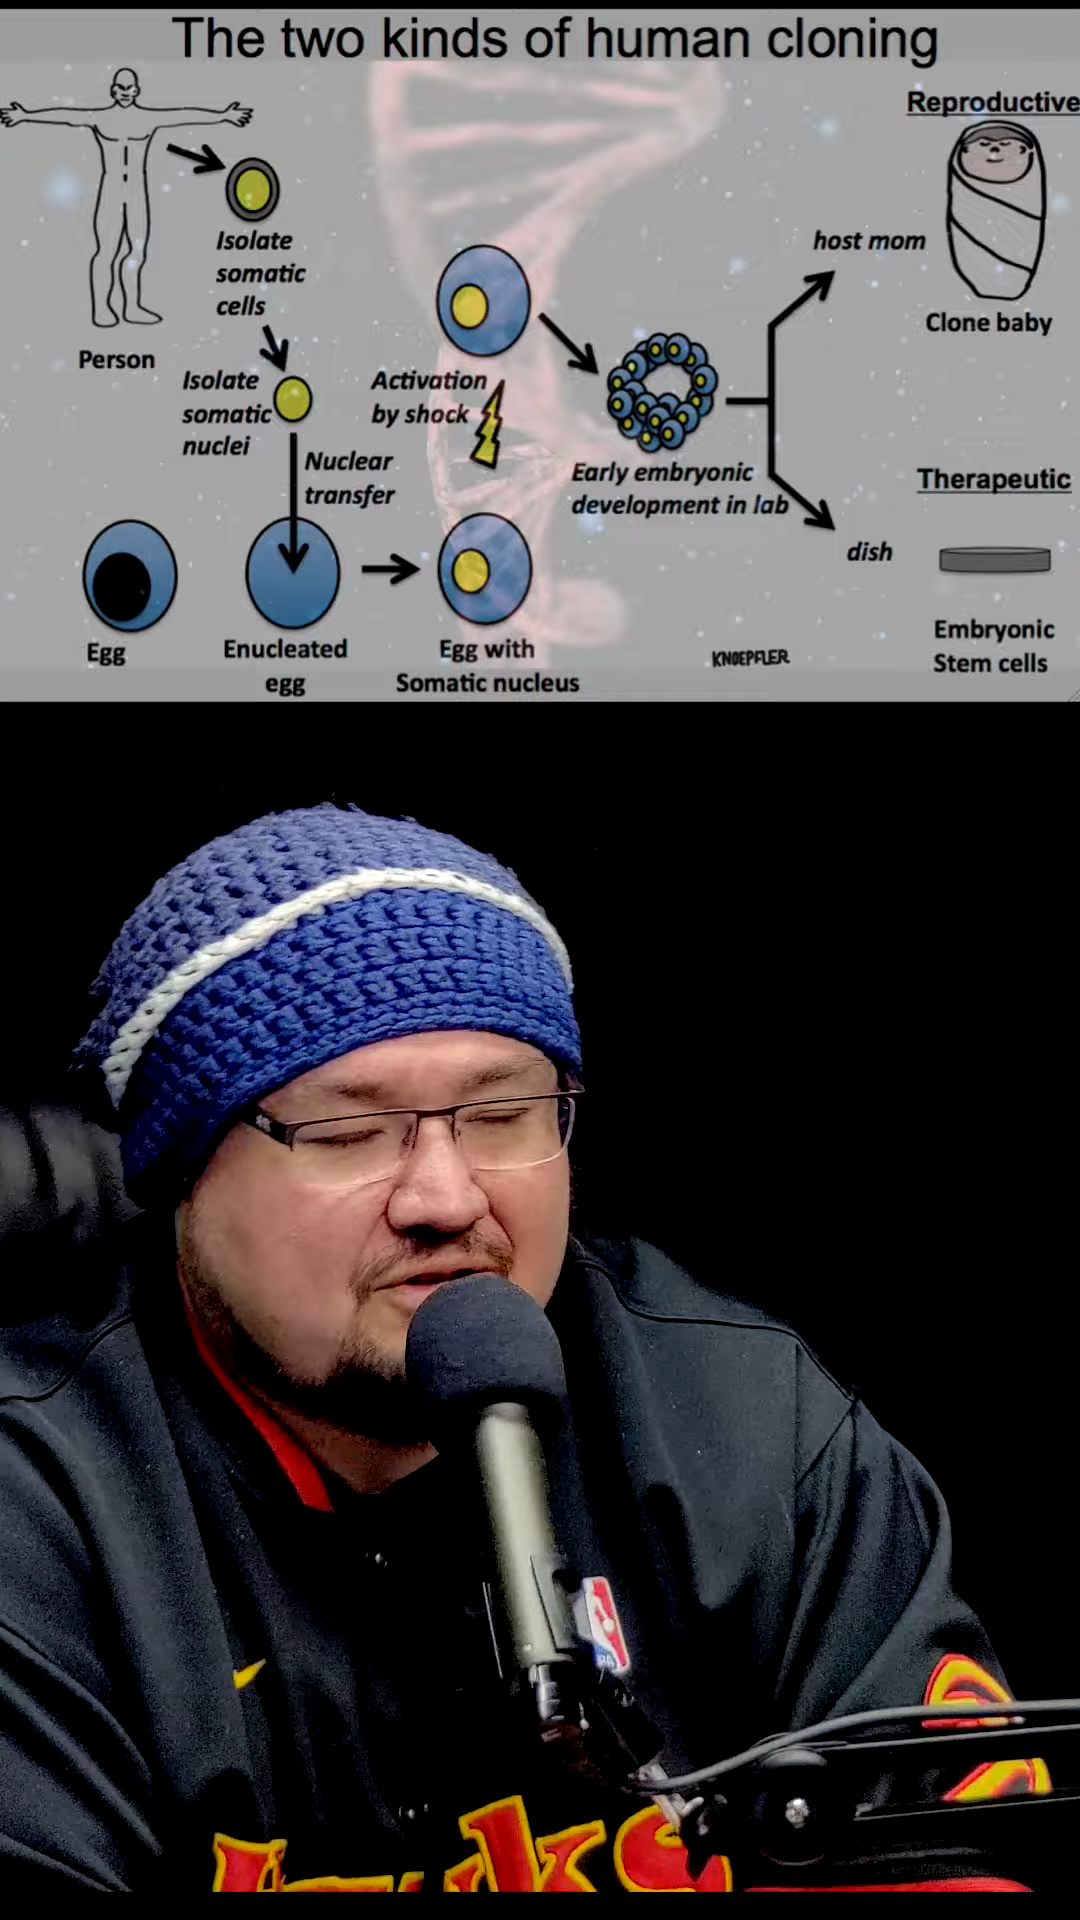 The two kinds of human cloning
Reproductive
Isolate
somatic
cells
host mom
Clone baby
Person
Isolate
somatic
nuclei
Activation
by shock
Nuclear
transfer
Early embryonic
development in lab
Therapeutic
dish
Egg
Enucleated
egg
Egg with
Somatic nucleus
KNOEPFLER
Embryonic
Stem cells